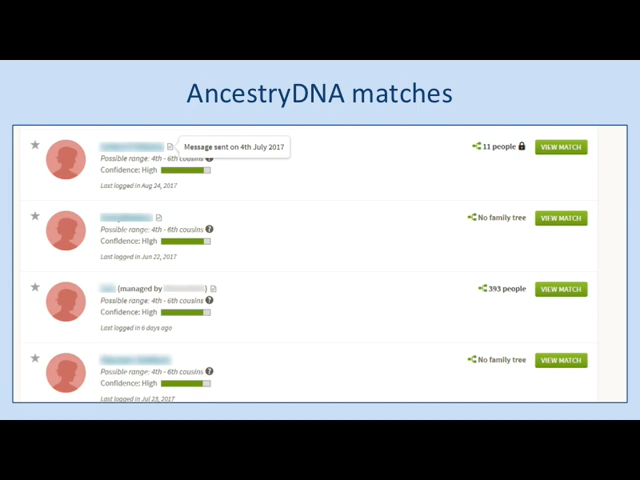 AncestryDNA matches
Message sent on 4th July 2017
11 people
VIEW MATCH
Possible range: 4th - 6th cousins ?
Confidence: High
Last logged in Aug 24, 2017
No family tree
VIEW MATCH
Possible range: 4th - 6th cousins ?
Confidence: High
Last logged in Jun 22, 2017
(managed by )
393 people
VIEW MATCH
Possible range: 4th - 6th cousins ?
Confidence: High
Last logged in 6 days ago
No family tree
VIEW MATCH
Possible range: 4th - 6th cousins ?
Confidence: High
Last logged in Jul 23, 2017